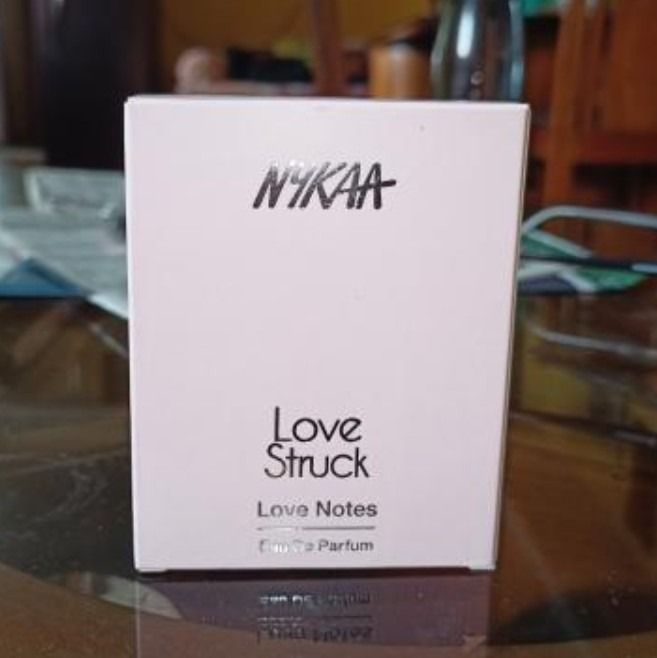 NYKAA
Love
Struck
Love Notes
Eau De Parfum